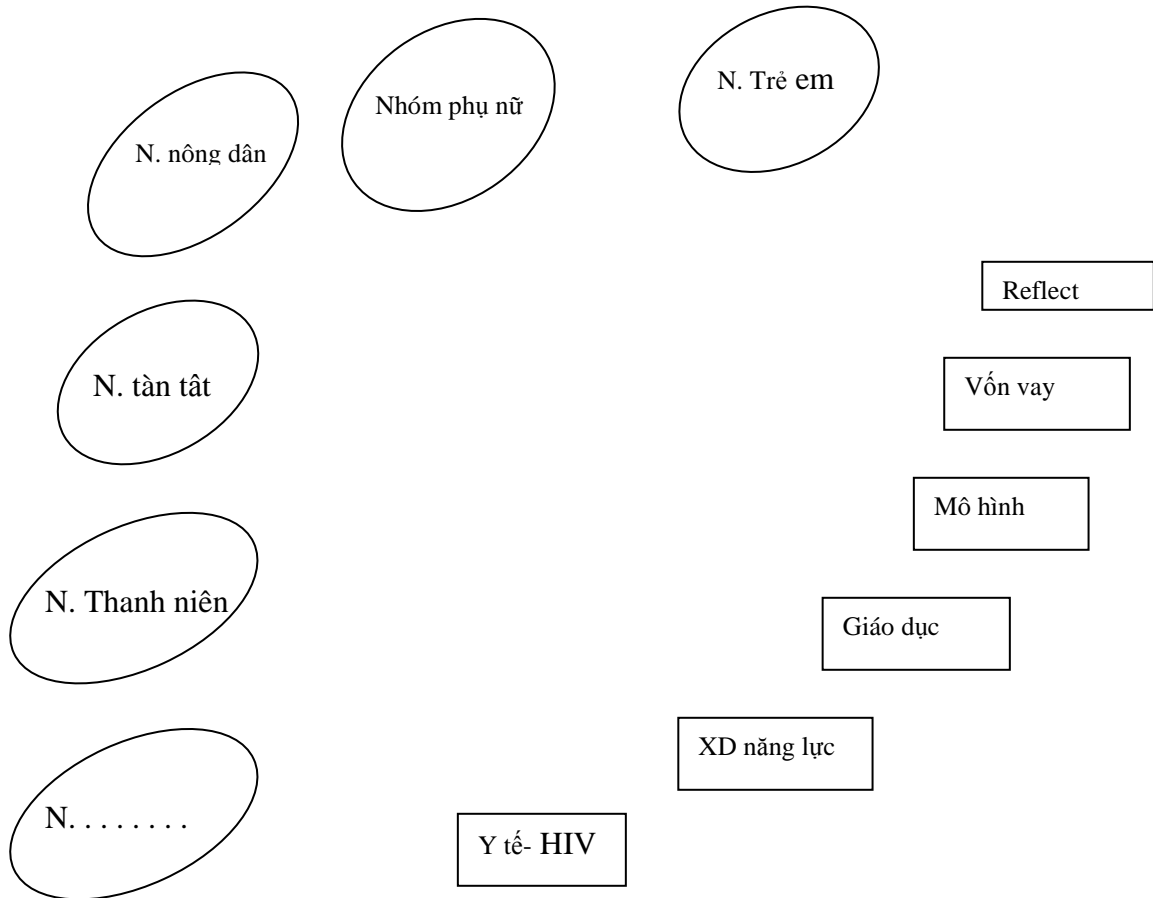 N. Trẻ em
Nhóm phụ nữ
N. nông dân
Reflect
Vốn vay
N. tàn tât
Mô hình
N. Thanh niên
Giáo dục
XD năng lực
N. . . . . . . .
Y tế- HIV